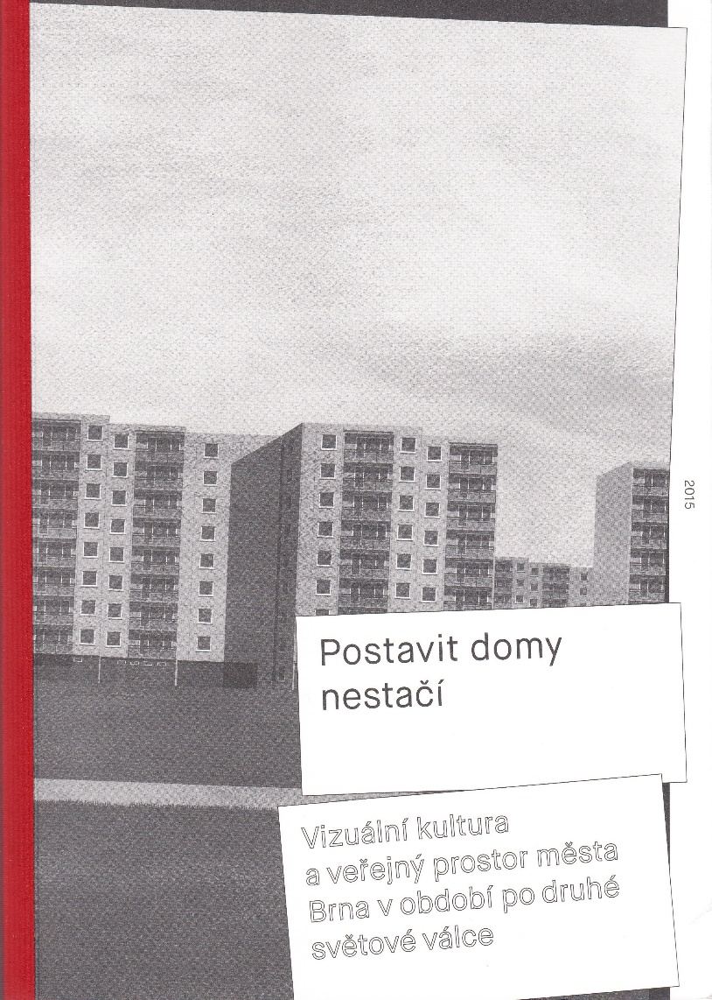 2015
Postavit domy
nestačí
Vizuální kultura
a veřejný prostor města
Brna v období po druhé
světové válce